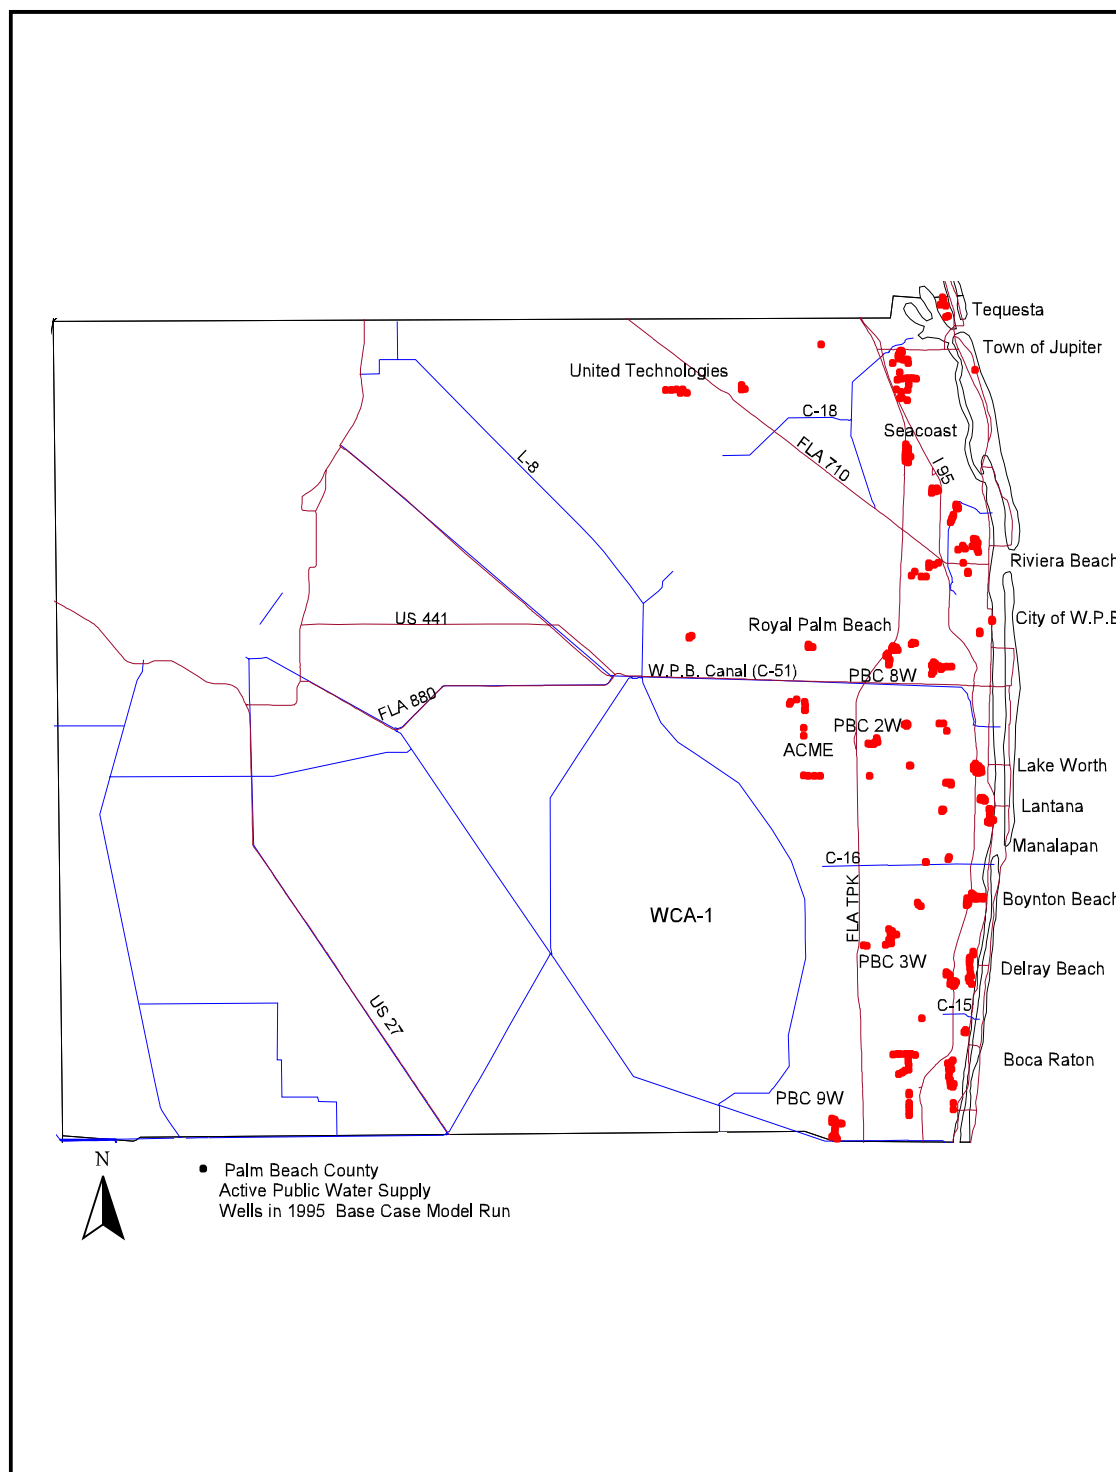 Tequesta
Town of Jupiter
United Technologies
C-18
Seacoast
FLA 710
I 95
L-8
Riviera Beach
US 441
Royal Palm Beach
City of W.P.B
W.P.B. Canal (C-51)
PBC 8W
FLA 880
PBC 2W
ACME
Lake Worth
Lantana
Manalapan
C-16
WCA-1
FLA TPK
Boynton Beach
PBC 3W
Delray Beach
US 27
C-15
Boca Raton
PBC 9W
N
Palm Beach County
Active Public Water Supply
Wells in 1995 Base Case Model Run